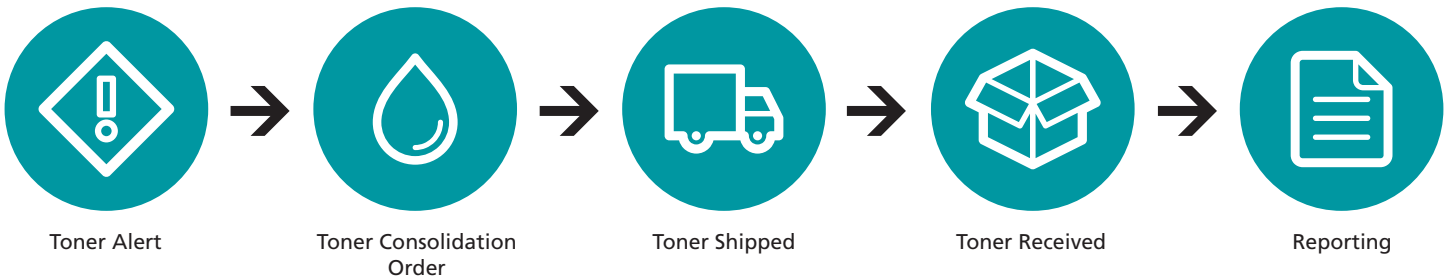 Toner Alert
Toner Consolidation
Order
Toner Shipped
Toner Received
Reporting